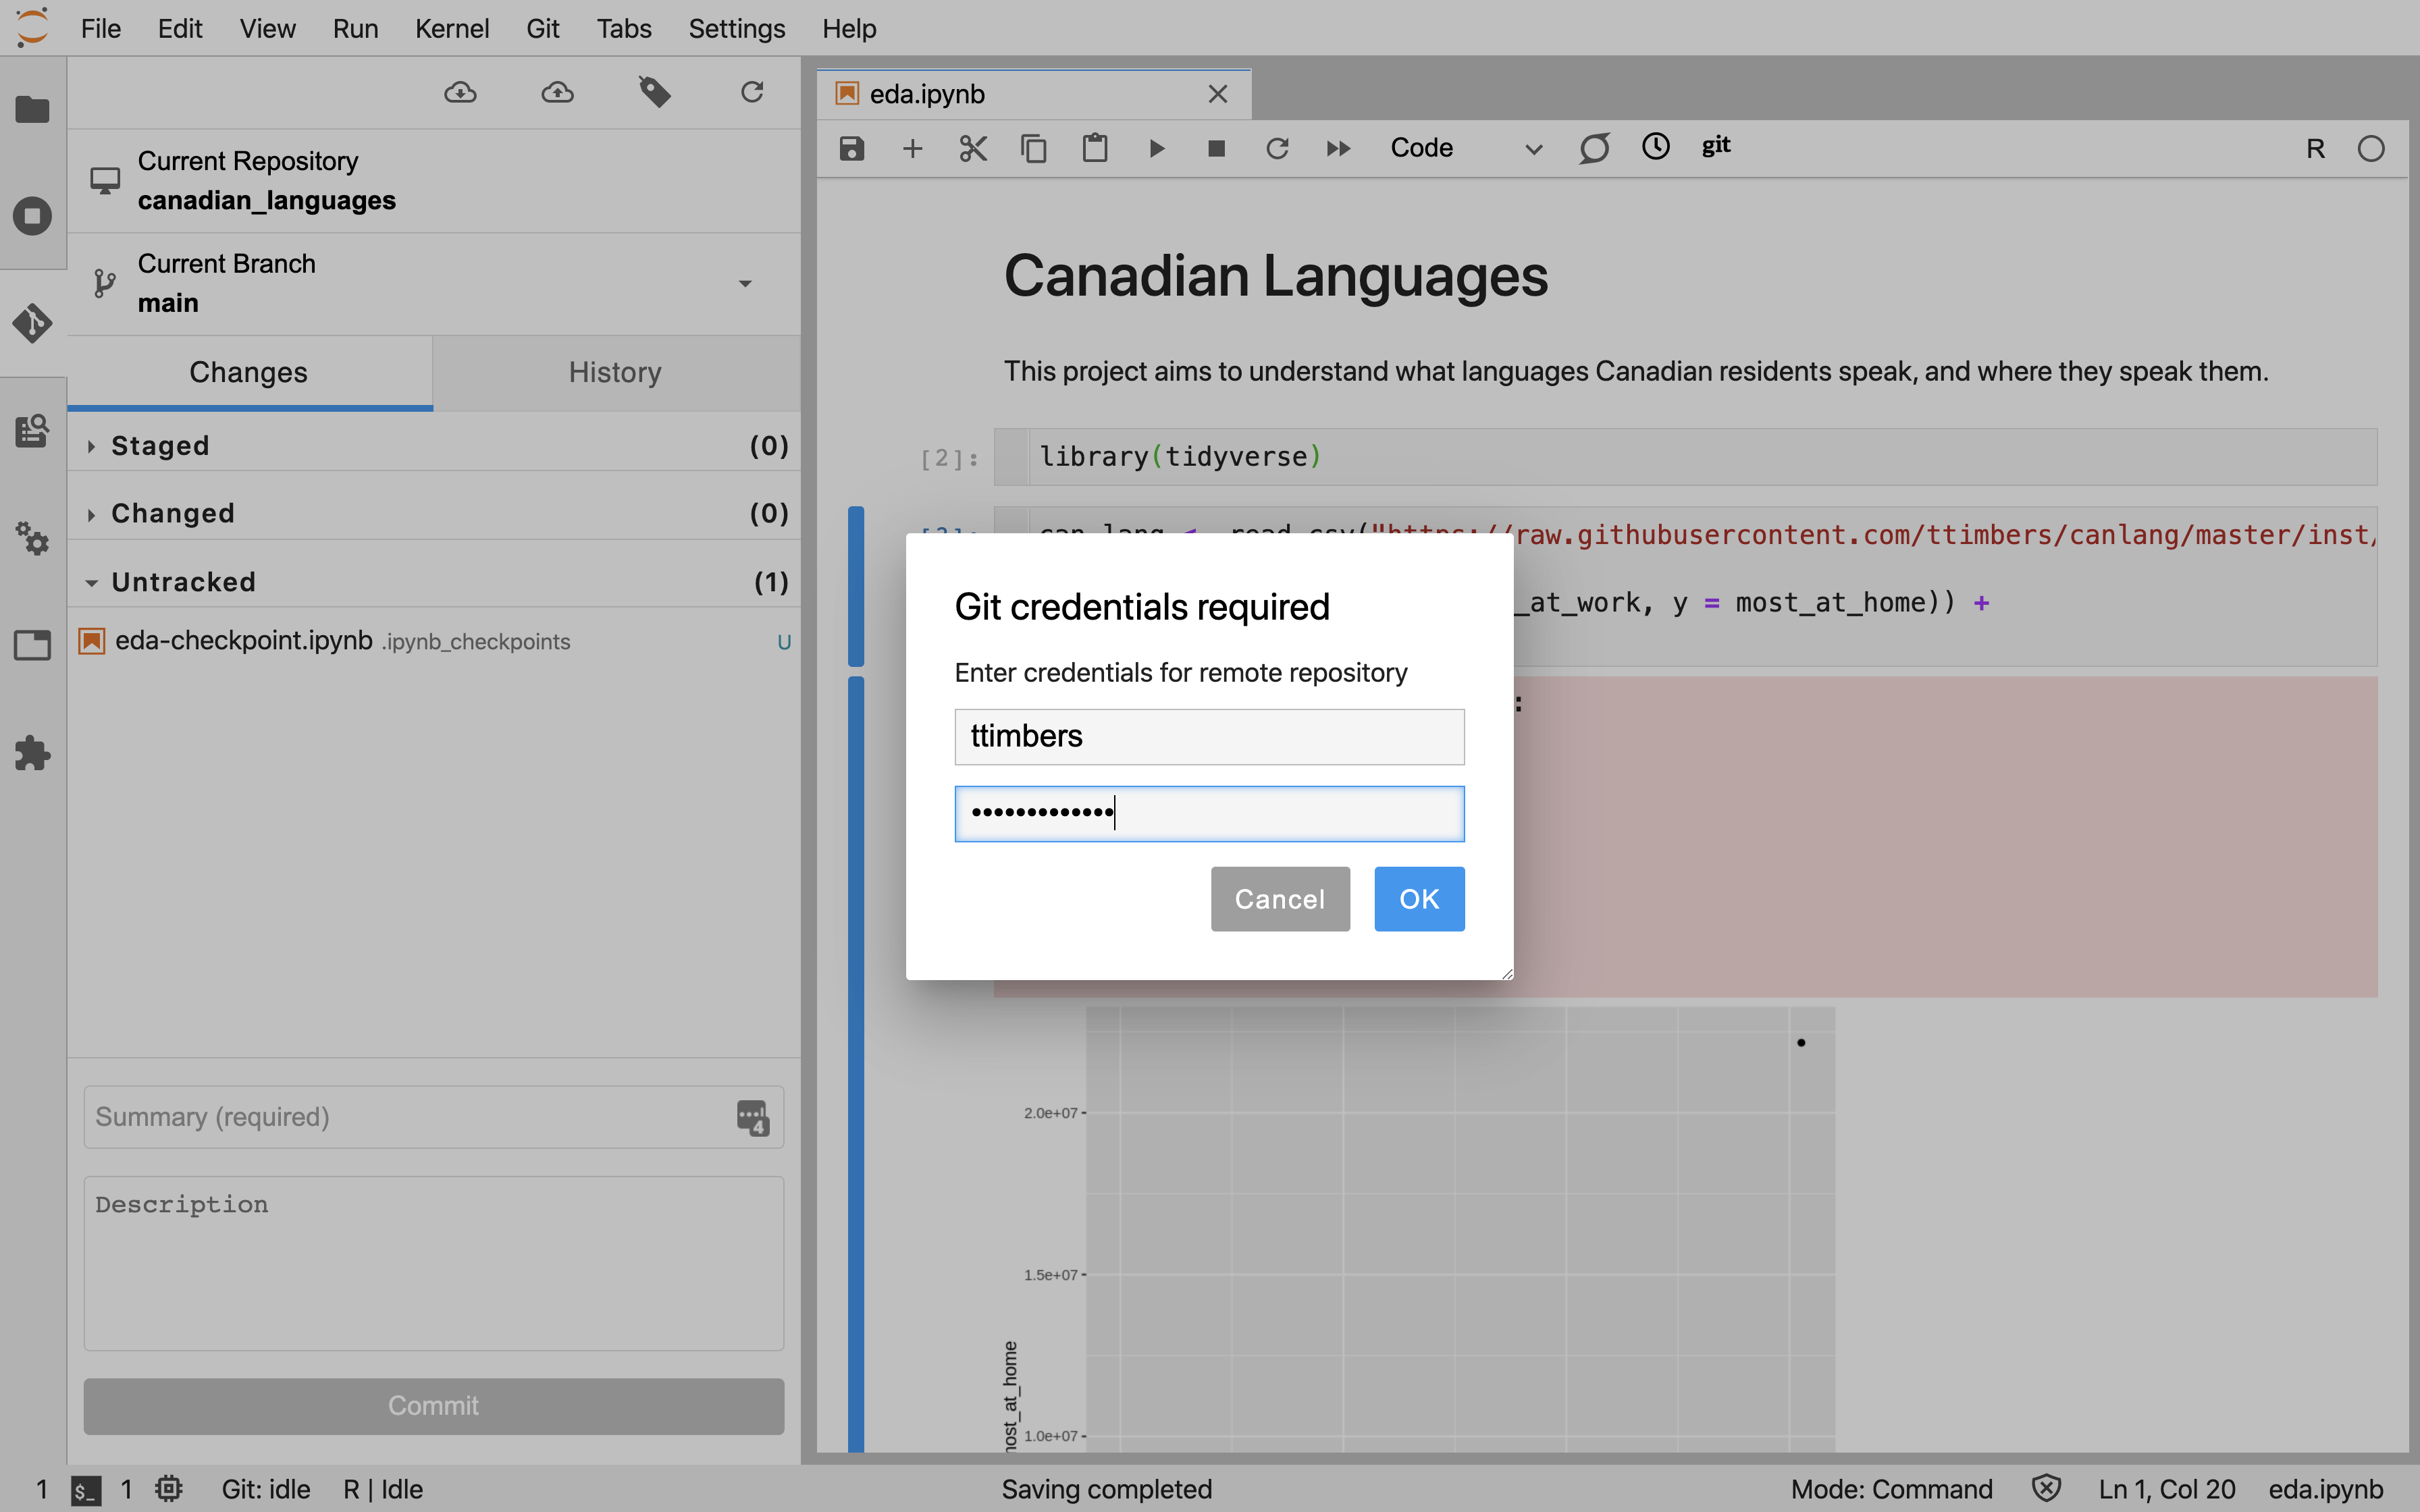 File Edit View Run Kernel Git Tabs Settings Help
Current Repository
canadian_languages
Current Branch
main
Changes History
Staged (0)
Changed (0)
Untracked (1)
eda-checkpoint.ipynb .ipynb_checkpoints U
Summary (required) 4
Description
Commit
eda.ipynb
Code git R
Canadian Languages
This project aims to understand what languages Canadian residents speak, and where they speak them.
[2]: library(tidyverse)
://raw.githubusercontent.com/ttimbers/canlang/master/inst/
_at_work, y = most_at_home)) +
:
Git credentials required
Enter credentials for remote repository
ttimbers
•••••••••••••
Cancel OK
2.0e+07
1.5e+07
1.0e+07
most_at_home
1 $_ 1 Git: idle R | Idle Saving completed Mode: Command Ln 1, Col 20 eda.ipynb